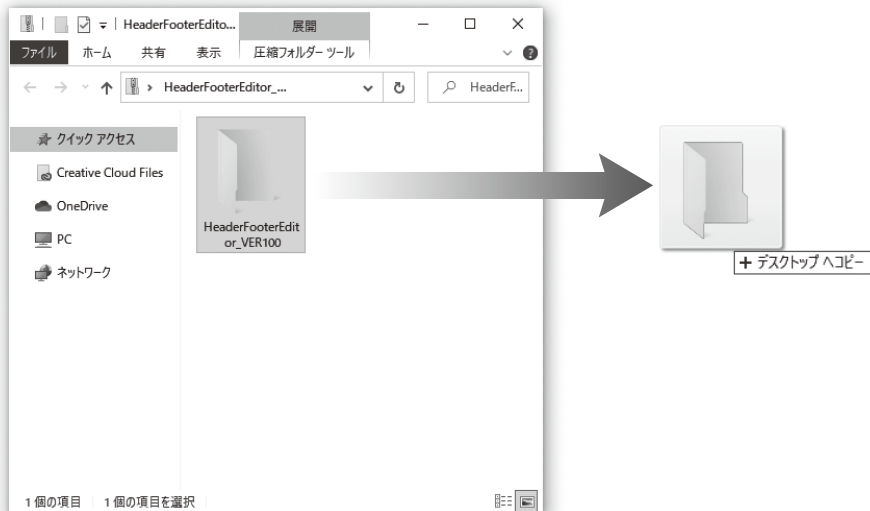 HeaderFooterEdito...
展開
ファイル
ホーム
共有
表示
圧縮フォルダー ツール
HeaderFooterEditor_...
HeaderF...
クイック アクセス
Creative Cloud Files
OneDrive
PC
ネットワーク
HeaderFooterEdit
or_VER100
デスクトップ へコピー
1 個の項目
1 個の項目を選択